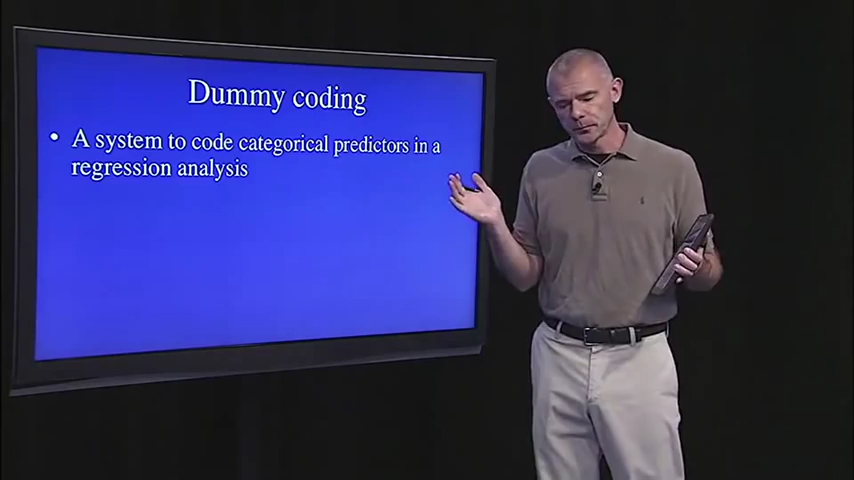 Dummy coding
• A system to code categorical predictors in a
regression analysis